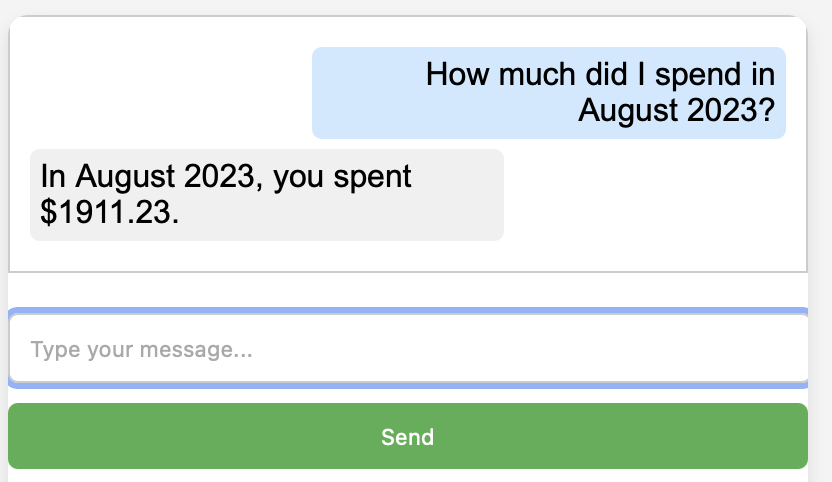 How much did I spend in
August 2023?
In August 2023, you spent
$1911.23.
Type your message...
Send